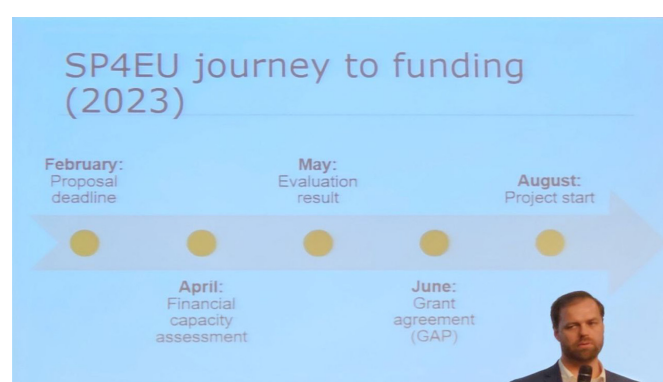 SP4EU journey to funding
(2023)
February:
Proposal
deadline
May:
Evaluation
result
August:
Project start
April:
Financial
capacity
assessment
June:
Grant
agreement
(GAP)